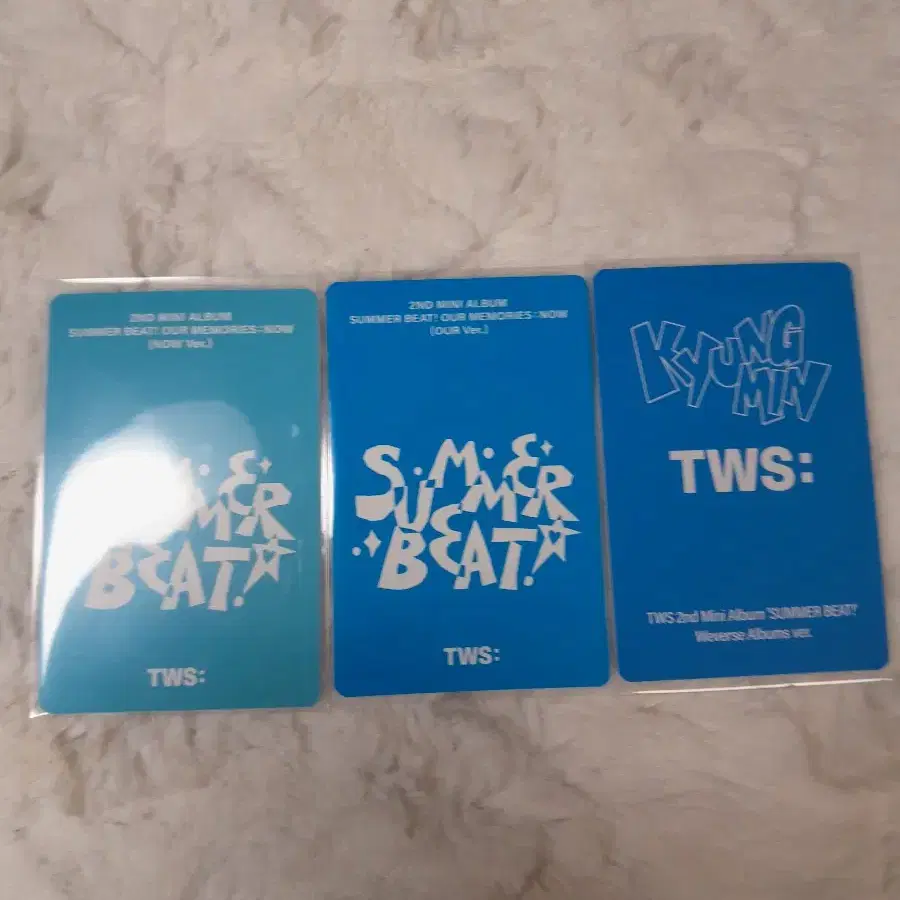 2ND MINI ALBUM
SUMMER BEAT! OUR MEMORIES:NOW
(NOW Ver.)
SUMMER
BEAT!
TWS:
2ND MINI ALBUM
SUMMER BEAT! OUR MEMORIES:NOW
(OUR Ver.)
SUMMER
BEAT!
TWS:
KYUNG
MIN
TWS:
TWS 2nd Mini Album 'SUMMER BEAT!'
Weverse Albums ver.